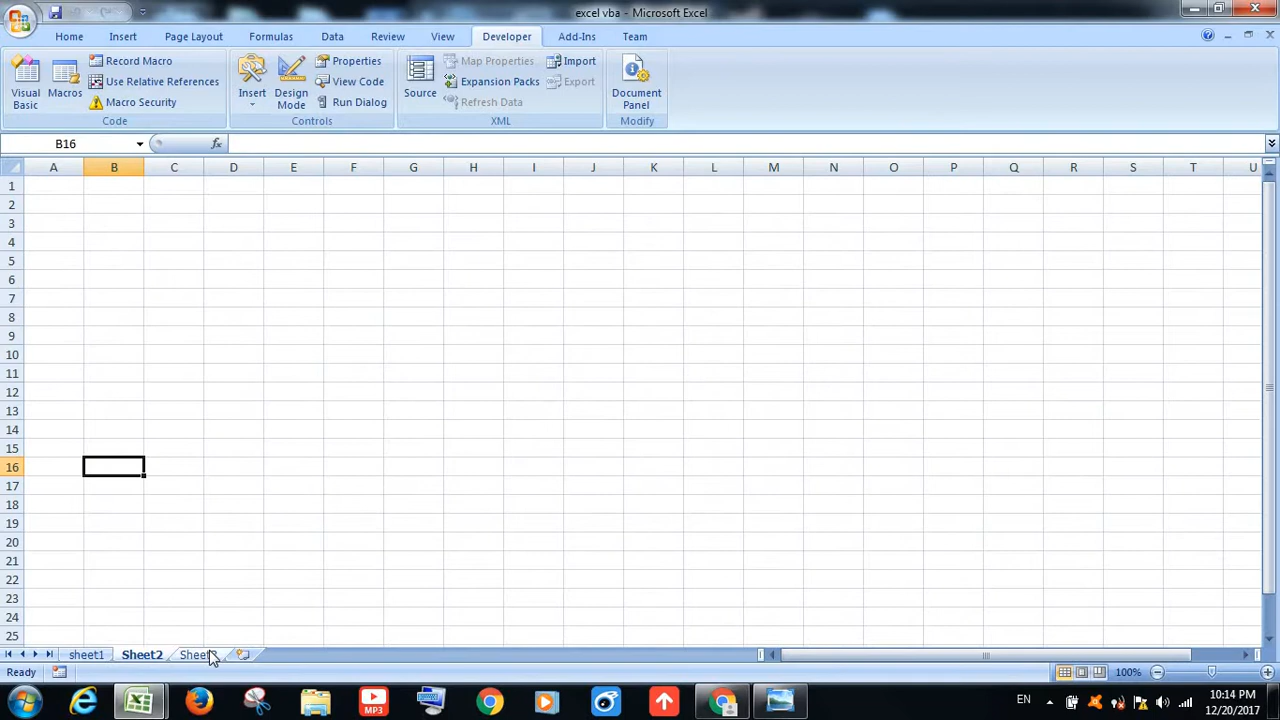 excel vba - Microsoft Excel
Home Insert Page Layout Formulas Data Review View Developer Add-Ins Team
Visual Basic
Macros
Record Macro
Use Relative References
Macro Security
Code
Insert
Design Mode
Properties
View Code
Run Dialog
Controls
Source
Map Properties
Expansion Packs
Refresh Data
Import
Export
XML
Document Panel
Modify
B16
fx
A B C D E F G H I J K L M N O P Q R S T U
1
2
3
4
5
6
7
8
9
10
11
12
13
14
15
16
17
18
19
20
21
22
23
24
25
sheet1 Sheet2
Ready
100%
MP3
EN
10:14 PM
12/20/2017